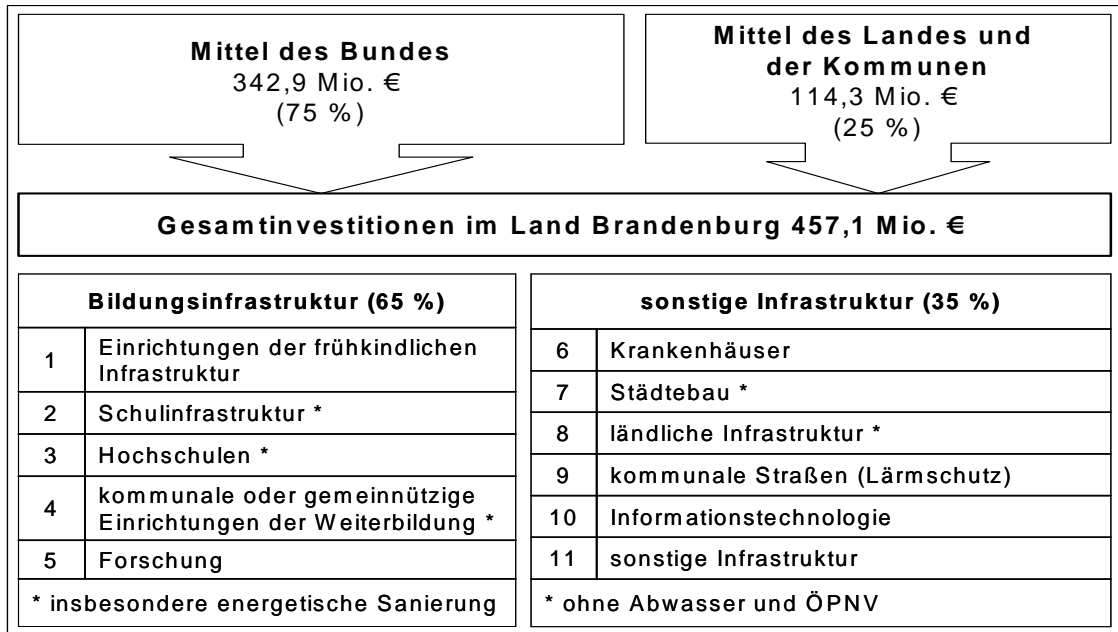 Mittel des Bundes
342,9 Mio. €
(75 %)
Mittel des Landes und
der Kommunen
114,3 Mio. €
(25 %)
Gesamtinvestitionen im Land Brandenburg 457,1 Mio. €
Bildungsinfrastruktur (65 %)
1 Einrichtungen der frühkindlichen
Infrastruktur
2 Schulinfrastruktur *
3 Hochschulen *
4 kommunale oder gemeinnützige
Einrichtungen der Weiterbildung *
5 Forschung
* insbesondere energetische Sanierung
sonstige Infrastruktur (35 %)
6 Krankenhäuser
7 Städtebau *
8 ländliche Infrastruktur *
9 kommunale Straßen (Lärmschutz)
10 Informationstechnologie
11 sonstige Infrastruktur
* ohne Abwasser und ÖPNV